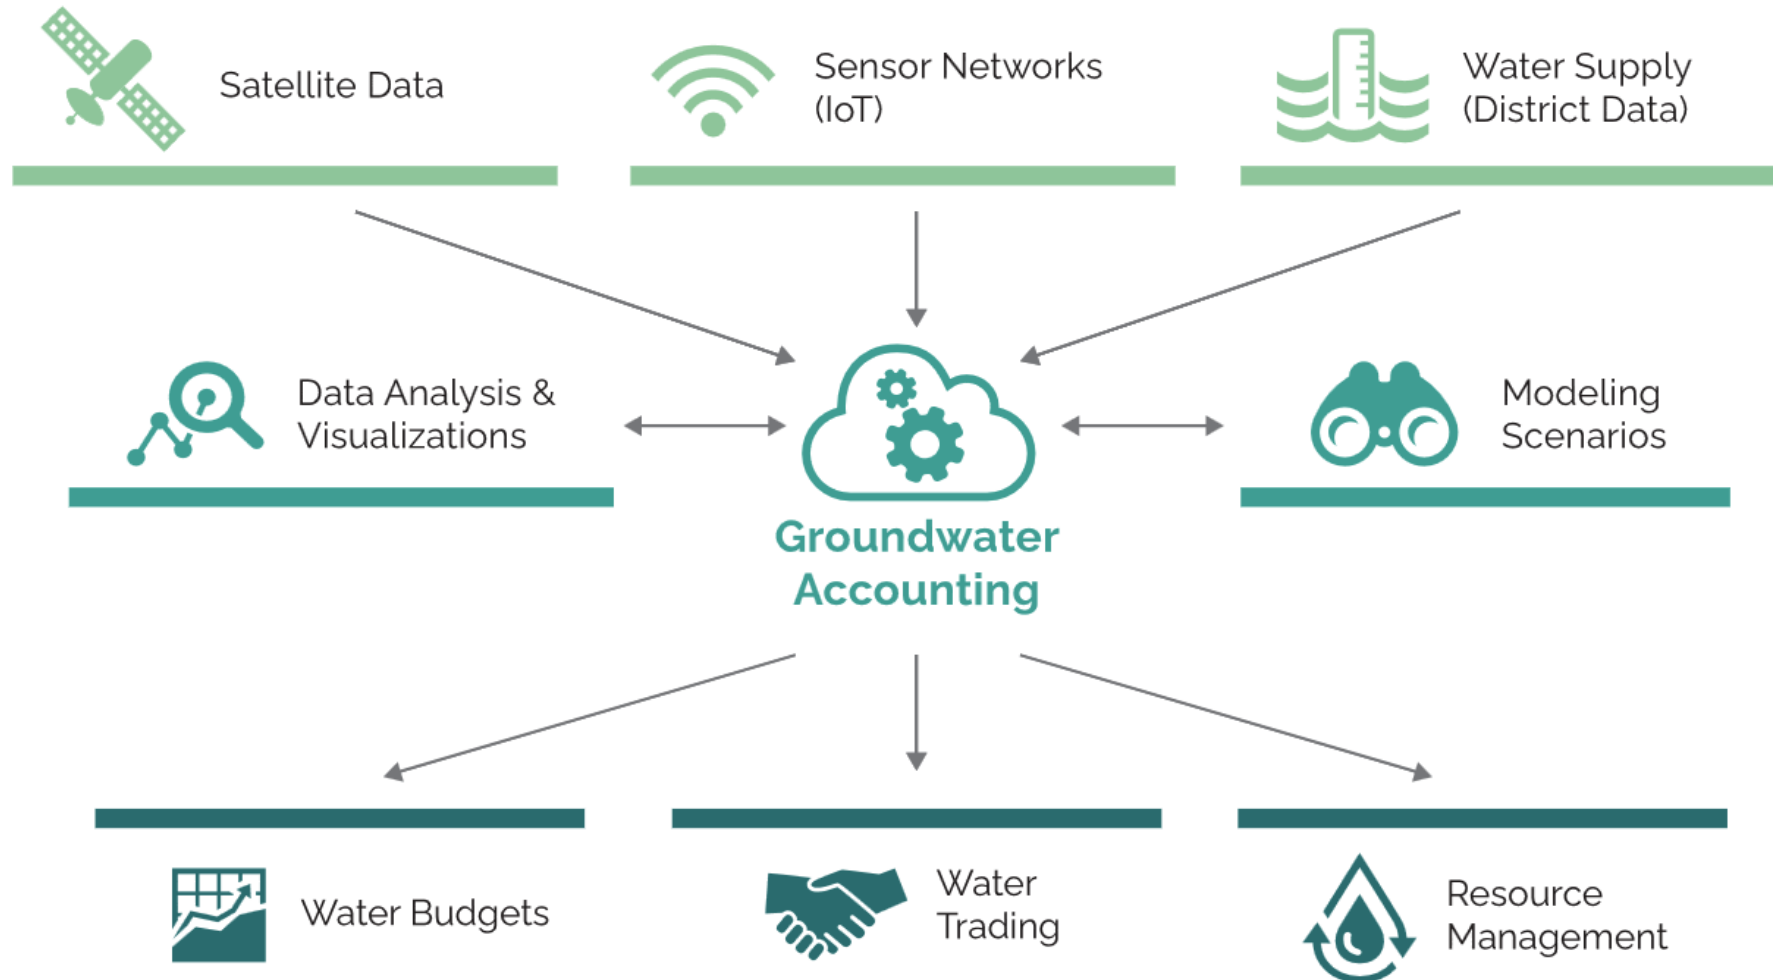 Satellite Data
Sensor Networks
(IoT)
Water Supply
(District Data)
Data Analysis &
Visualizations
Groundwater
Accounting
Modeling
Scenarios
Water Budgets
Water
Trading
Resource
Management